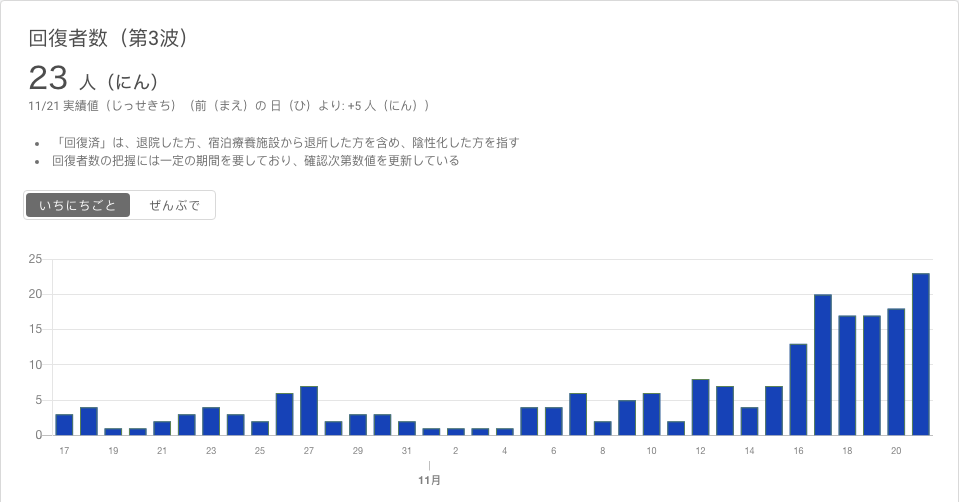 回復者数（第3波）
23 人（にん）
11/21 実績値（じっせきち）（前（まえ）の 日（ひ）より: +5 人（にん））
• 「回復済」は、退院した方、宿泊療養施設から退所した方を含め、陰性化した方を指す
• 回復者数の把握には一定の期間を要しており、確認次第数値を更新している
いちにちごと ぜんぶで
25
20
15
10
5
0
17 19 21 23 25 27 29 31 2 4 6 8 10 12 14 16 18 20
11月